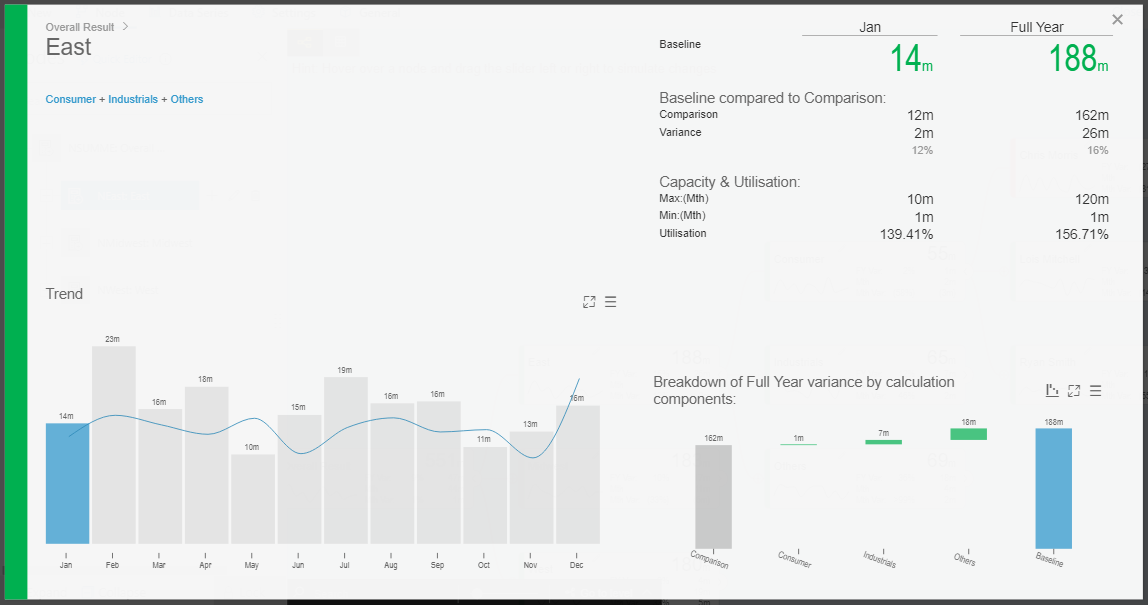 Overall Result >
East
Consumer + Industrials + Others
Jan Full Year
Baseline 14m 188m
Baseline compared to Comparison:
Comparison 12m 162m
Variance 2m 26m
12% 16%
Capacity & Utilisation:
Max:(Mth) 10m 120m
Min:(Mth) 1m 1m
Utilisation 139.41% 156.71%
Trend
14m 23m 16m 18m 10m 15m 19m 16m 16m 11m 13m 16m
Jan Feb Mar Apr May Jun Jul Aug Sep Oct Nov Dec
Breakdown of Full Year variance by calculation
components:
162m 1m 7m 18m 188m
Comparison Consumer Industrials Others Baseline